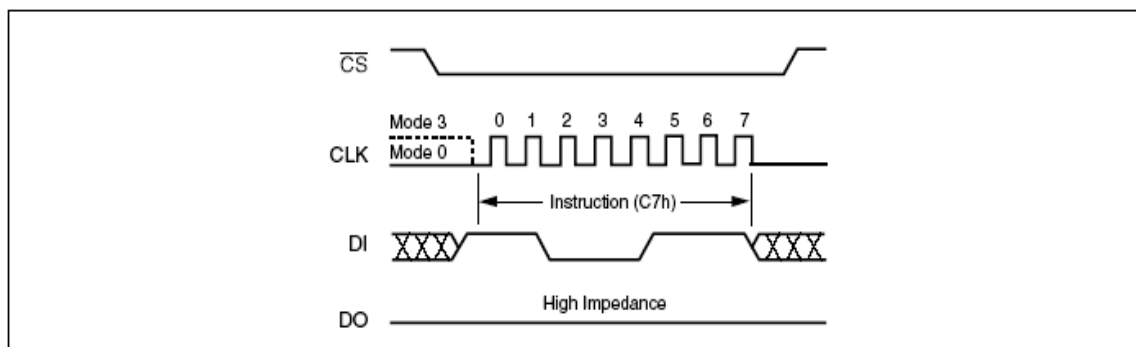 CS
Mode 3
0 1 2 3 4 5 6 7
CLK
Mode 0
Instruction (C7h)
DI
High Impedance
DO